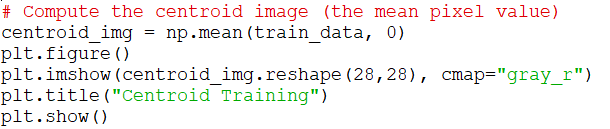 # Compute the centroid image (the mean pixel value)
centroid_img = np.mean(train_data, 0)
plt.figure()
plt.imshow(centroid_img.reshape(28,28), cmap="gray_r")
plt.title("Centroid Training")
plt.show()